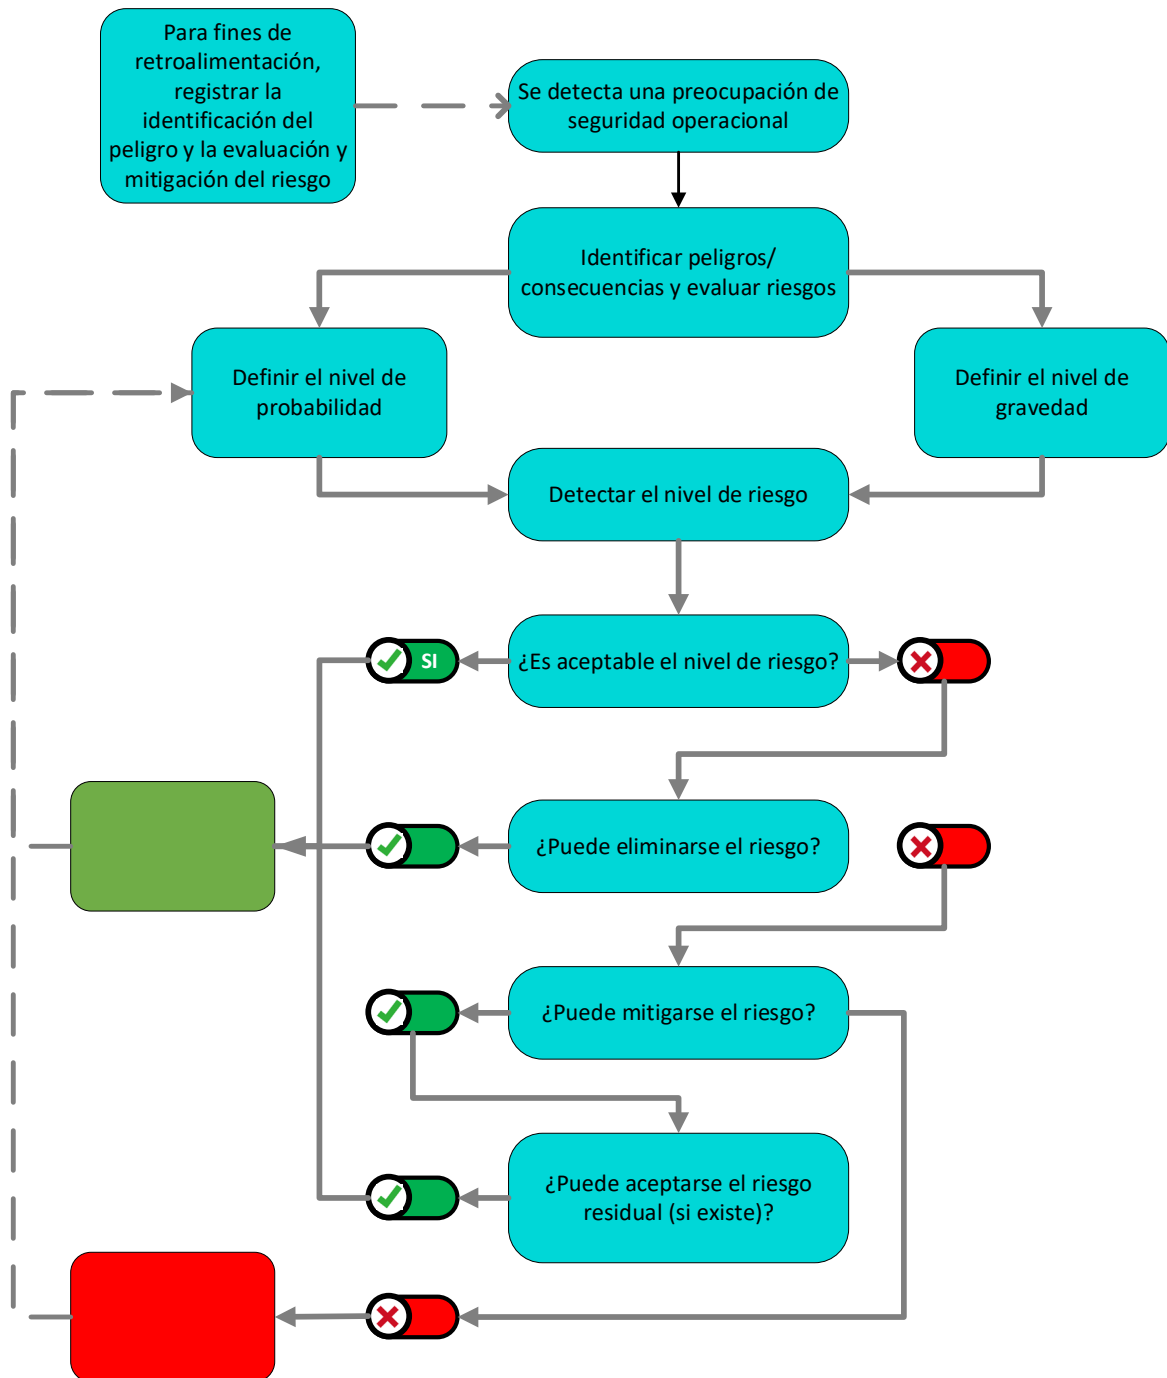 Para fines de
retroalimentación,
registrar la
identificación del
peligro y la evaluación y
mitigación del riesgo
Se detecta una preocupación de
seguridad operacional
Identificar peligros/
consecuencias y evaluar riesgos
Definir el nivel de
probabilidad
Definir el nivel de
gravedad
Detectar el nivel de riesgo
SI
¿Es aceptable el nivel de riesgo?
¿Puede eliminarse el riesgo?
¿Puede mitigarse el riesgo?
¿Puede aceptarse el riesgo
residual (si existe)?